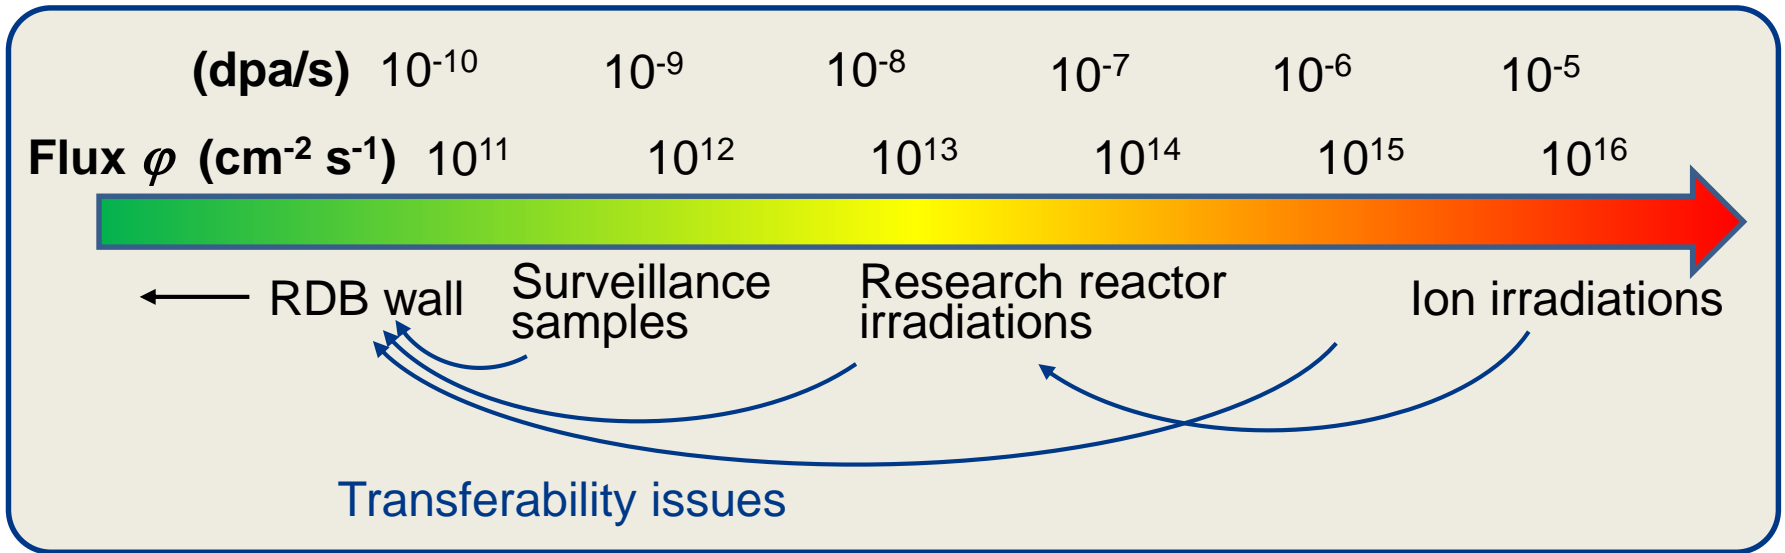 (dpa/s) 10⁻¹⁰ 10⁻⁹ 10⁻⁸ 10⁻⁷ 10⁻⁶ 10⁻⁵
Flux φ (cm⁻² s⁻¹) 10¹¹ 10¹² 10¹³ 10¹⁴ 10¹⁵ 10¹⁶
RDB wall
Surveillance
samples
Research reactor
irradiations
Ion irradiations
Transferability issues